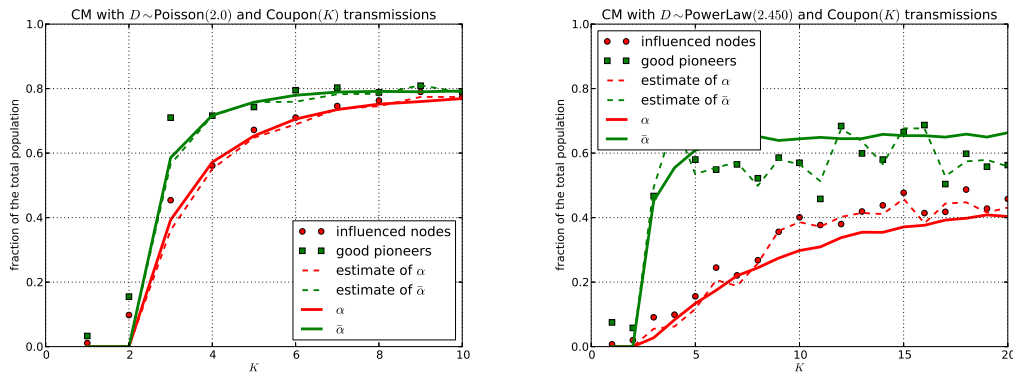 CM with D∼Poisson(2.0) and Coupon(K) transmissions
1.0
0.8
0.6
0.4
0.2
0.0
fraction of the total population
0
2
4
6
8
10
K
influenced nodes
good pioneers
estimate of α
estimate of ᾱ
α
ᾱ
CM with D∼PowerLaw(2.450) and Coupon(K) transmissions
1.0
0.8
0.6
0.4
0.2
0.0
fraction of the total population
0
5
10
15
20
K
influenced nodes
good pioneers
estimate of α
estimate of ᾱ
α
ᾱ